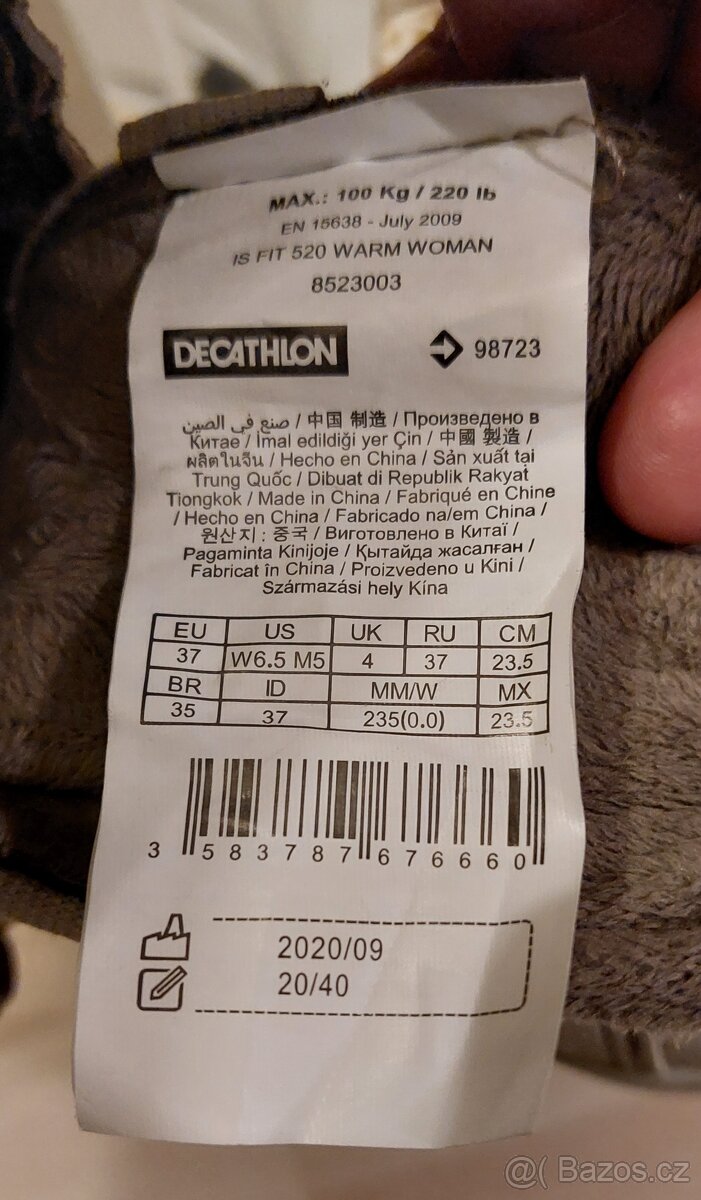 MAX.: 100 Kg / 220 lb
EN 15638 - July 2009
IS FIT 520 WARM WOMAN
8523003
DECATHLON
98723
صنع في الصين / 中国 制造 / Произведено в
Китае / İmal edildiği yer Çin / 中國 製造 /
ผลิตในจีน / Hecho en China / Sản xuất tại
Trung Quốc / Dibuat di Republik Rakyat
Tiongkok / Made in China / Fabriqué en Chine
/ Hecho en China / Fabricado na/em China /
원산지 : 중국 / Виготовлено в Китаї /
Pagaminta Kinijoje / Қытайда жасалған /
Fabricat în China / Proizvedeno u Kini /
Származási hely Kína
EU US UK RU CM
37 W6.5 M5 4 37 23.5
BR ID MM/W MX
35 37 235(0.0) 23.5
3 583787 676660
2020/09
20/40
@( Bazos.cz